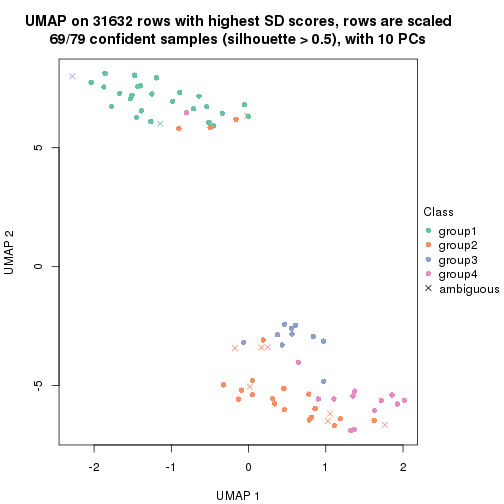 UMAP on 31632 rows with highest SD scores, rows are scaled
69/79 confident samples (silhouette > 0.5), with 10 PCs
5
0
-5
UMAP 2
-2
-1
0
1
2
UMAP 1
Class
group1
group2
group3
group4
ambiguous